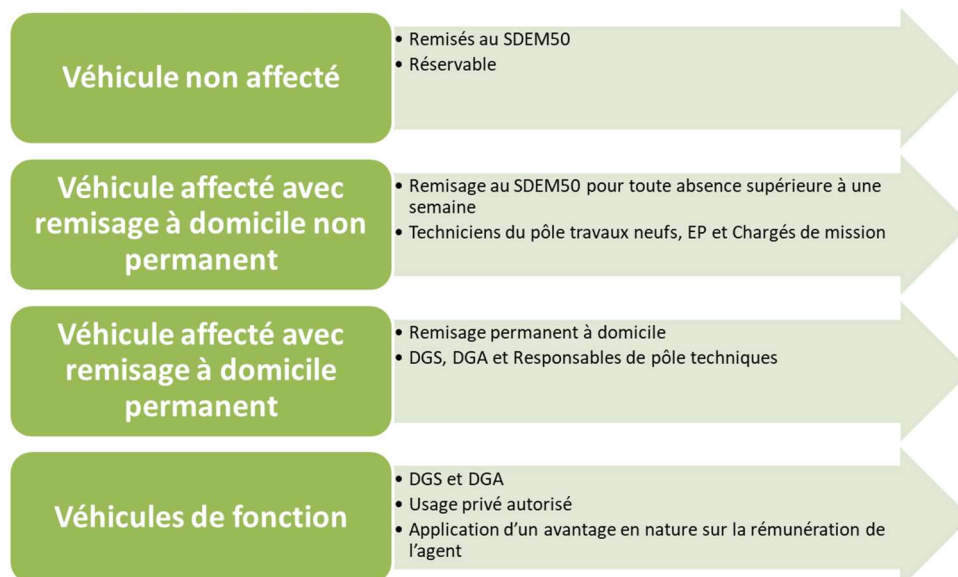 Véhicule non affecté
• Remisés au SDEM50
• Réservable
Véhicule affecté avec
remisage à domicile non
permanent
• Remisage au SDEM50 pour toute absence supérieure à une
semaine
• Techniciens du pôle travaux neufs, EP et Chargés de mission
Véhicule affecté avec
remisage à domicile
permanent
• Remisage permanent à domicile
• DGS, DGA et Responsables de pôle techniques
Véhicules de fonction
• DGS et DGA
• Usage privé autorisé
• Application d’un avantage en nature sur la rémunération de
l’agent